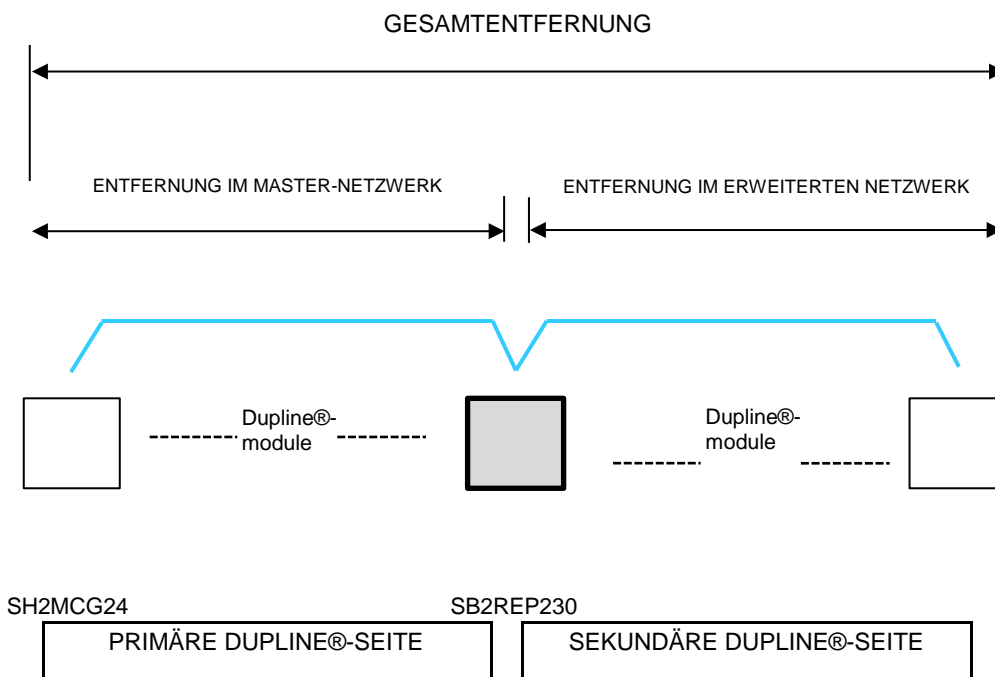 GESAMTENTFERNUNG
ENTFERNUNG IM MASTER-NETZWERK
ENTFERNUNG IM ERWEITERTEN NETZWERK
Dupline®-
module
Dupline®-
module
SH2MCG24
SB2REP230
PRIMÄRE DUPLINE®-SEITE
SEKUNDÄRE DUPLINE®-SEITE